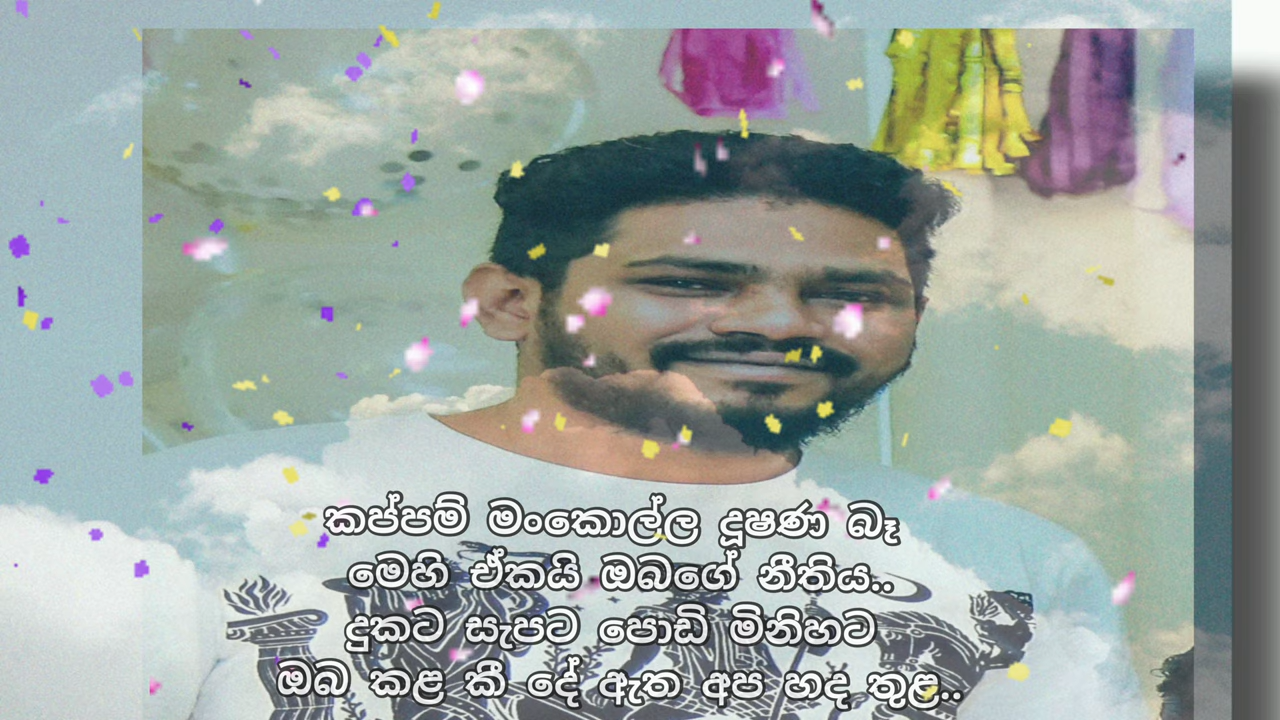 කප්පම් මංකොල්ල දූෂණ බෑ
මෙහි ඒකයි ඔබගේ නීතිය..
දුකට සැපට පොඩි මිනිහට
ඔබ කළ කී දේ ඇත අප හද තුළ..